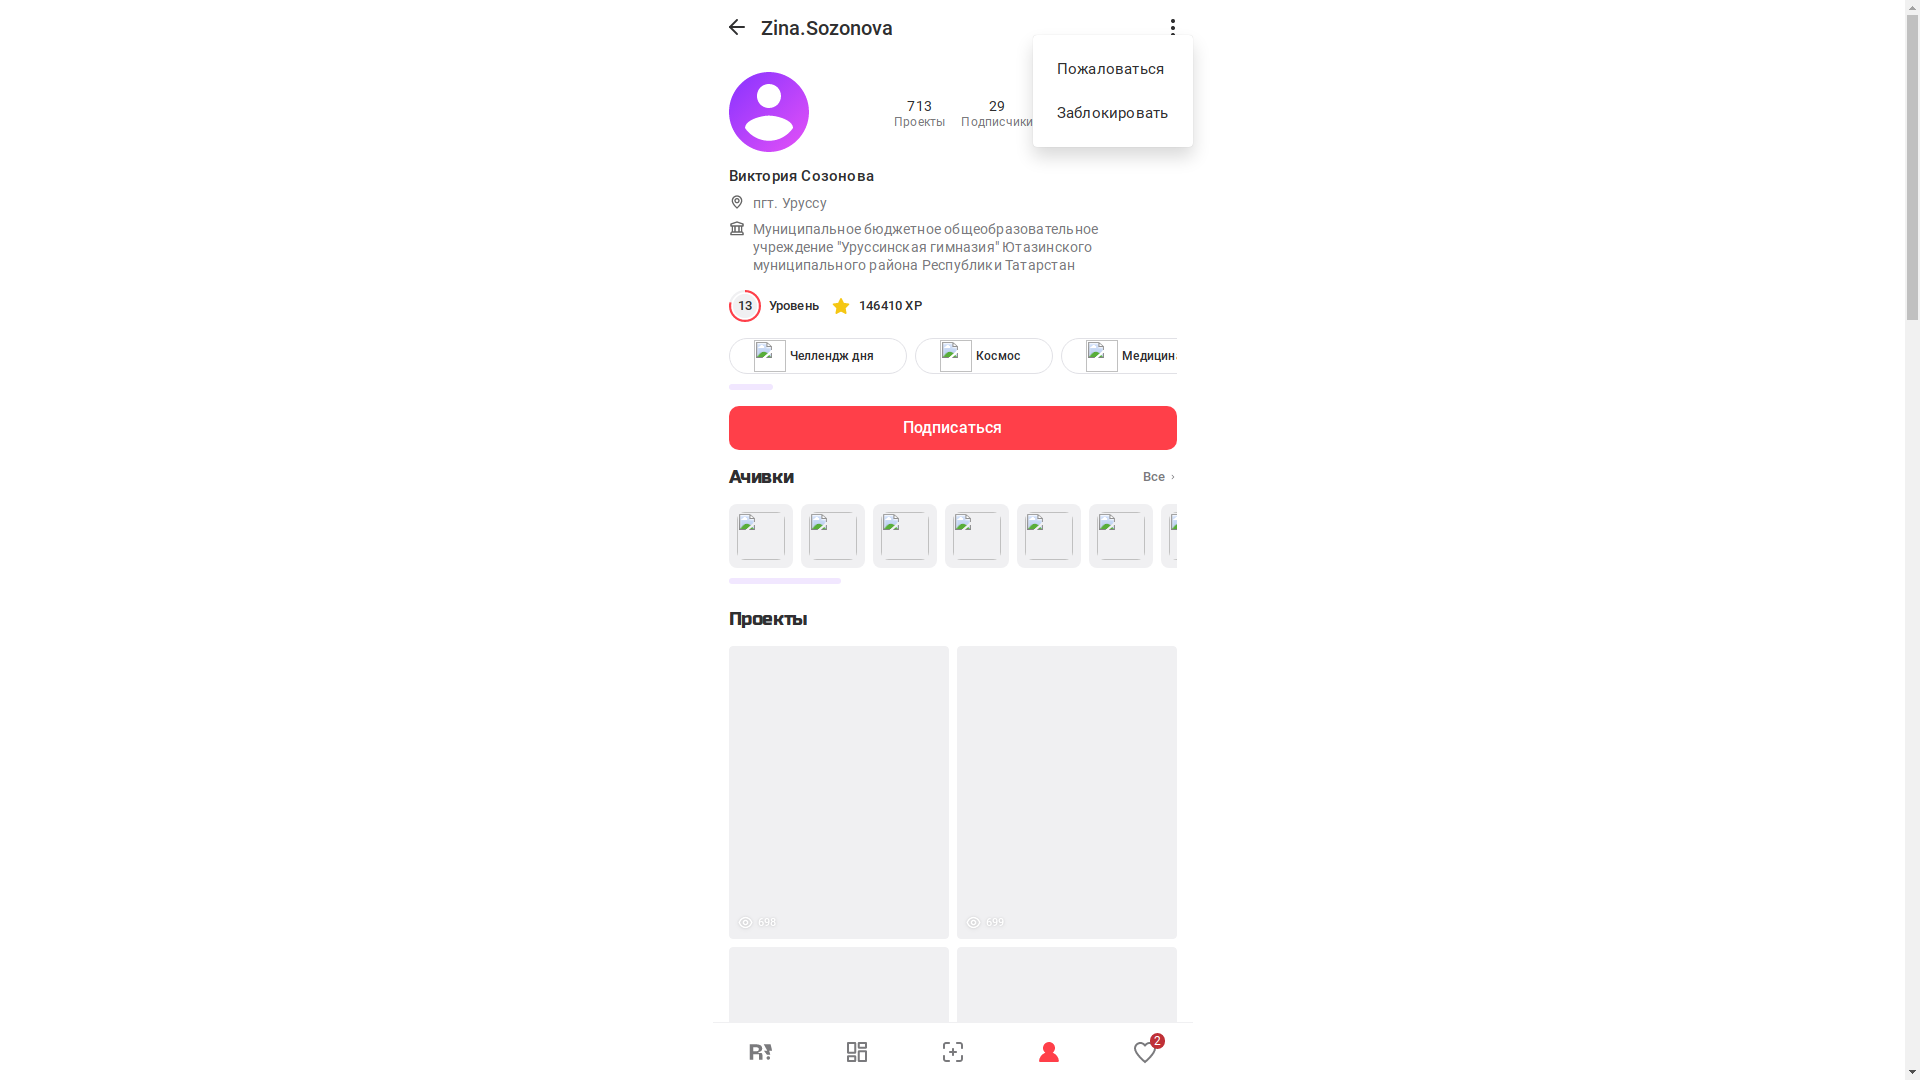 Zina.Sozonova
Пожаловаться
Заблокировать
713
Проекты
29
Подписчики
Виктория Созонова
пгт. Уруссу
Муниципальное бюджетное общеобразовательное
учреждение "Уруссинская гимназия" Ютазинского
муниципального района Республики Татарстан
13 Уровень 146410 XP
Челлендж дня
Космос
Медицин
Подписаться
Ачивки
Все ›
Проекты
698
699
2